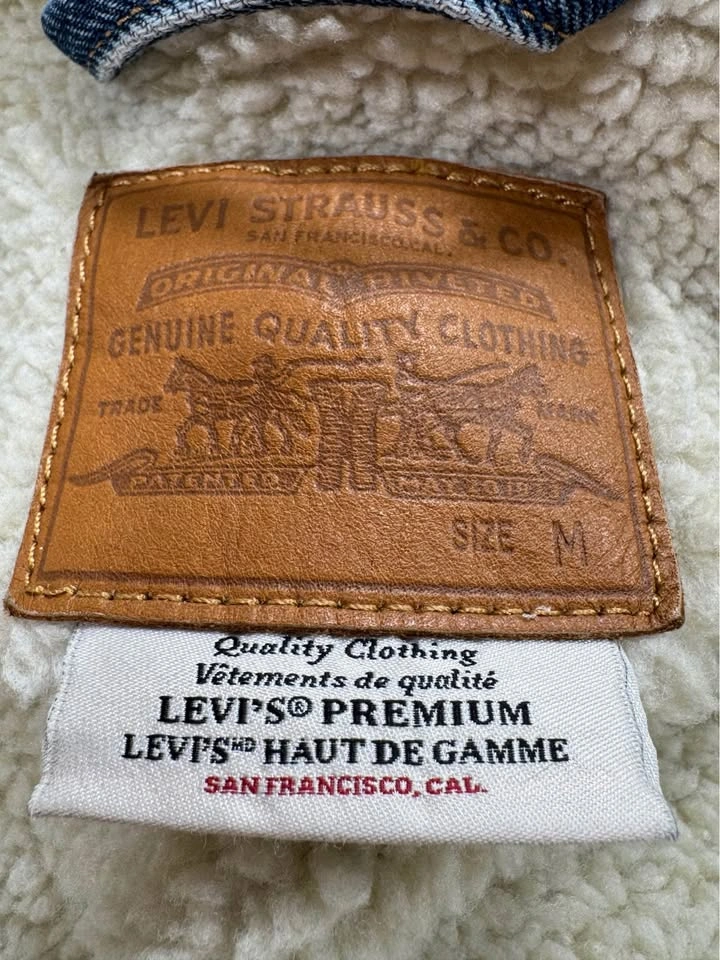 LEVI STRAUSS & CO.
SAN FRANCISCO, CAL.
ORIGINAL RIVETED
GENUINE QUALITY CLOTHING
TRADE MARK
PATENTED MAY 20 1873
SIZE M
Quality Clothing
Vêtements de qualité
LEVI'S® PREMIUM
LEVI'S MD HAUT DE GAMME
SAN FRANCISCO, CAL.